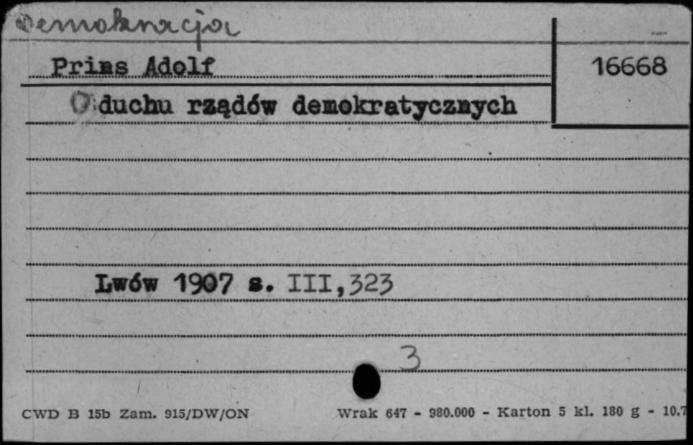 Demokracja
Prins Adolf
16668
O duchu rządów demokratycznych
Lwów 1907 s. III,323
3
CWD B 15b Zam. 915/DW/ON Wrak 647 - 980.000 - Karton 5 kl. 180 g - 10.7